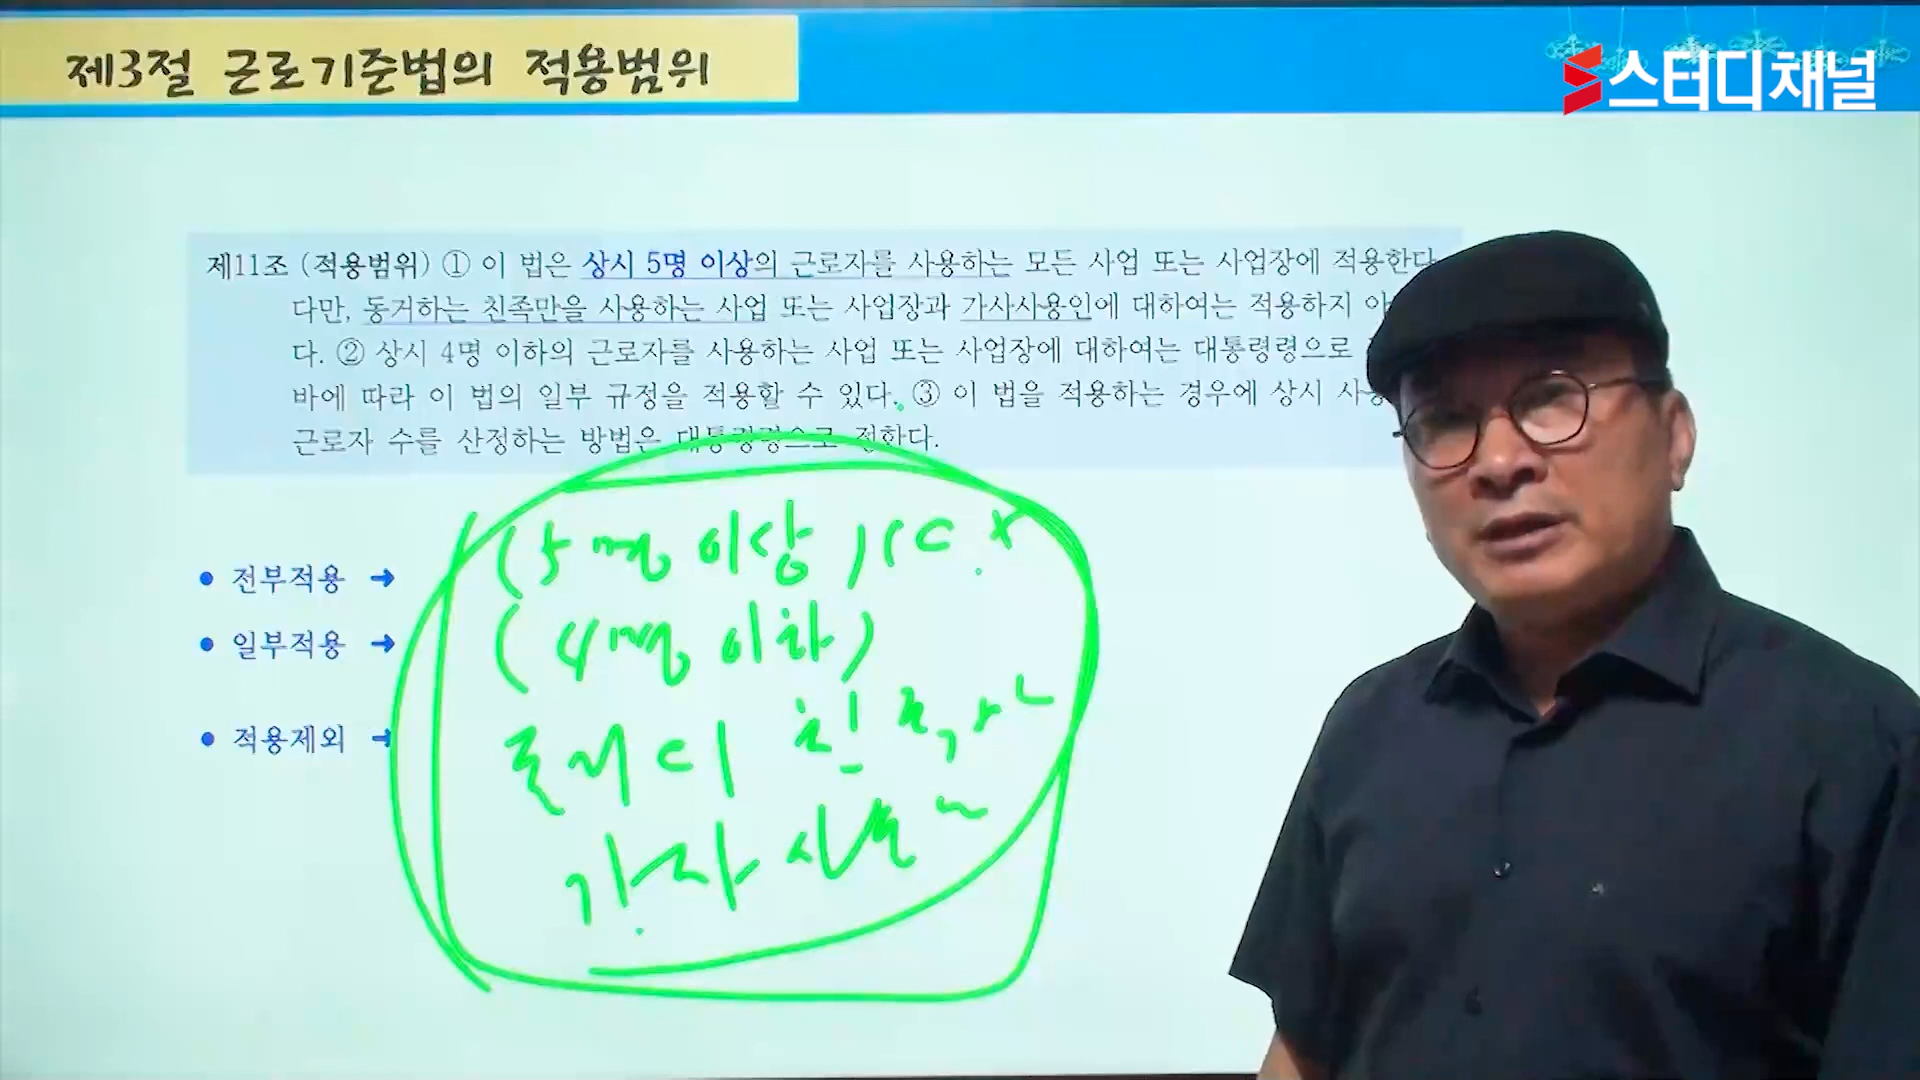 제3절 근로기준법의 적용범위
스터디채널
제11조 (적용범위) ① 이 법은 상시 5명 이상의 근로자를 사용하는 모든 사업 또는 사업장에 적용한다
다만, 동거하는 친족만을 사용하는 사업 또는 사업장과 가사사용인에 대하여는 적용하지 아
다. ② 상시 4명 이하의 근로자를 사용하는 사업 또는 사업장에 대하여는 대통령령으로
바에 따라 이 법의 일부 규정을 적용할 수 있다. ③ 이 법을 적용하는 경우에 상시 사용
근로자 수를 산정하는 방법은 대통령령으로 정한다.
• 전부적용 → (5명 이상)
• 일부적용 → (4명 이하)
• 적용제외 →